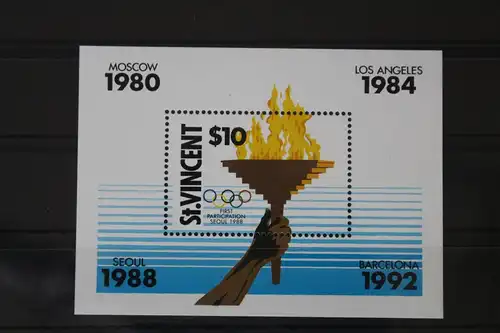 MOSCOW
1980
LOS ANGELES
1984
St.VINCENT
$10
FIRST
PARTICIPATION
SEOUL 1988
SEOUL
1988
BARCELONA
1992